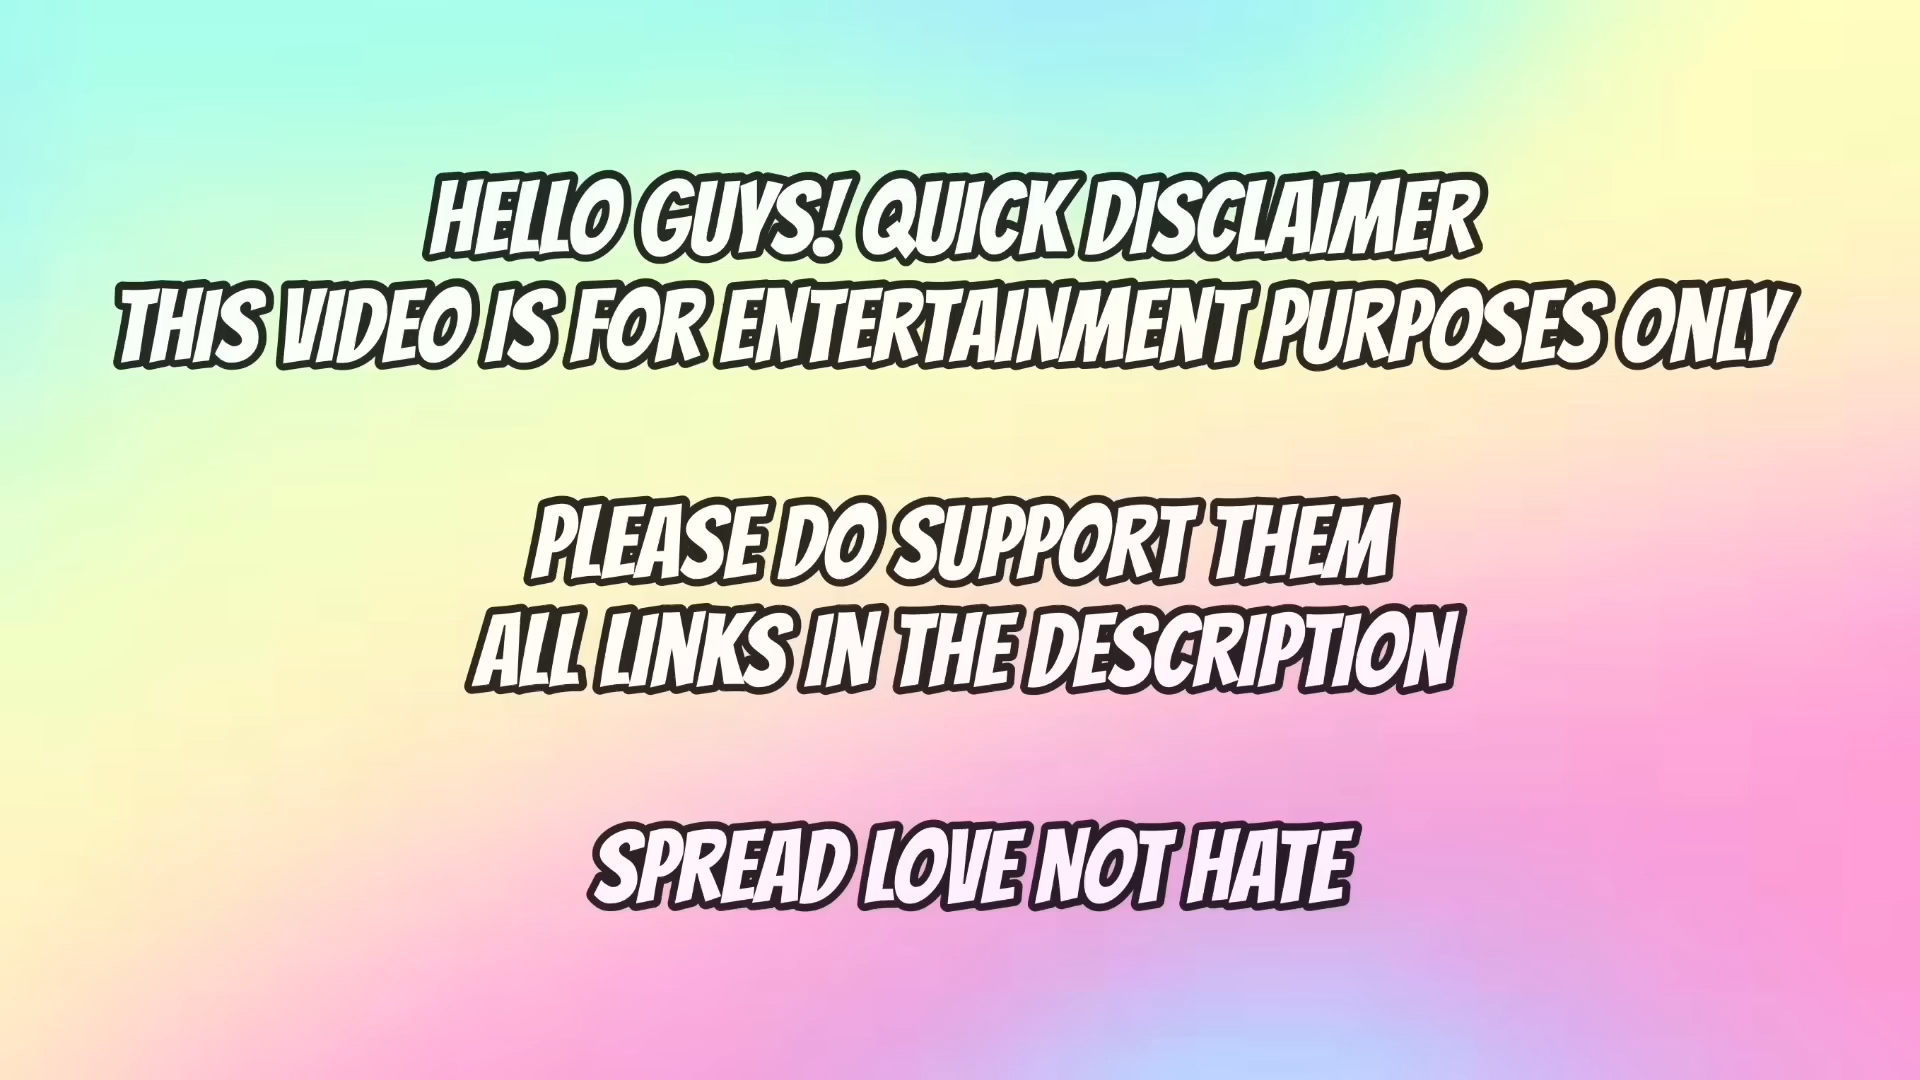 HELLO GUYS! QUICK DISCLAIMER
THIS VIDEO IS FOR ENTERTAINMENT PURPOSES ONLY
PLEASE DO SUPPORT THEM
ALL LINKS IN THE DESCRIPTION
SPREAD LOVE NOT HATE